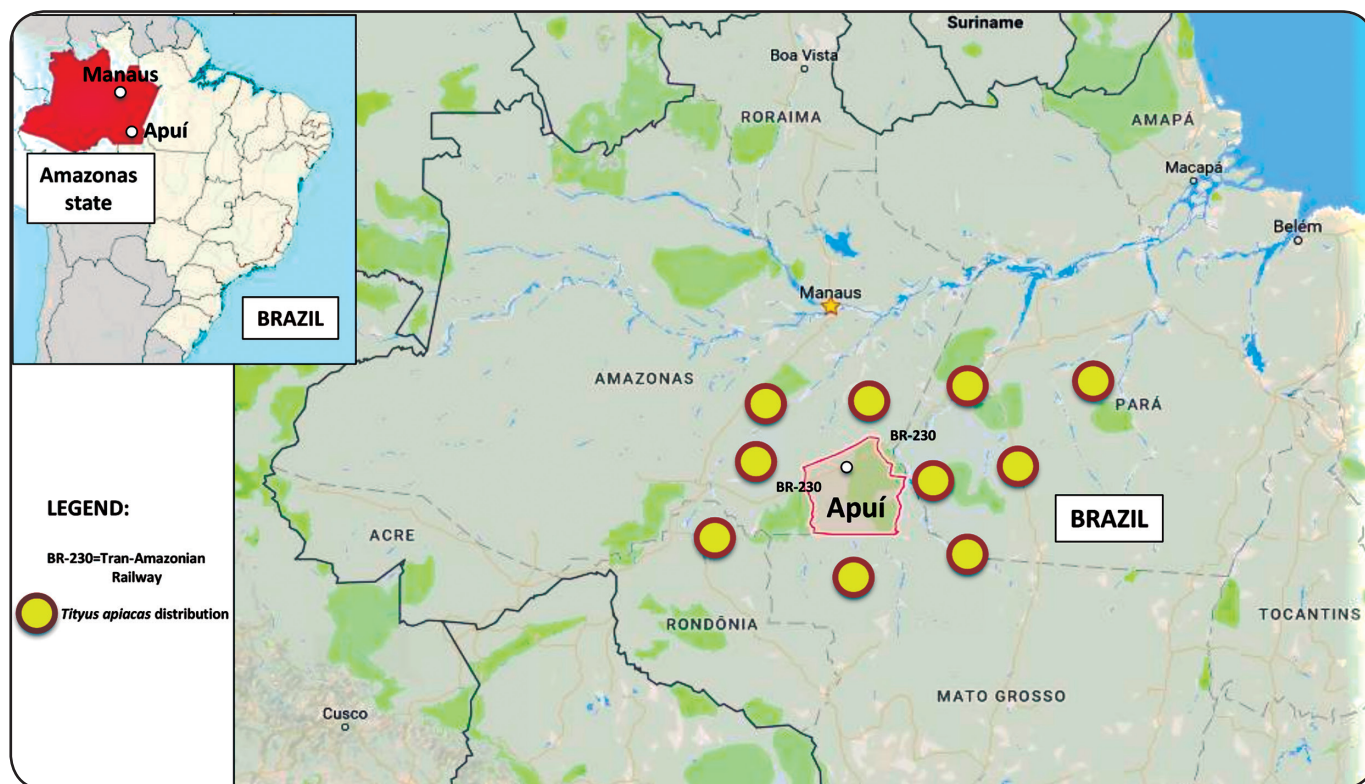 Manaus
Apuí
Amazonas
state
BRAZIL
LEGEND:
BR-230=Tran-Amazonian
Railway
Tityus apiacas distribution
Suriname
Boa Vista
RORAIMA
AMAPÁ
Macapá
Belém
Manaus
AMAZONAS
PARÁ
BR-230
BR-230
Apuí
BRAZIL
ACRE
RONDÔNIA
TOCANTINS
MATO GROSSO
Cusco